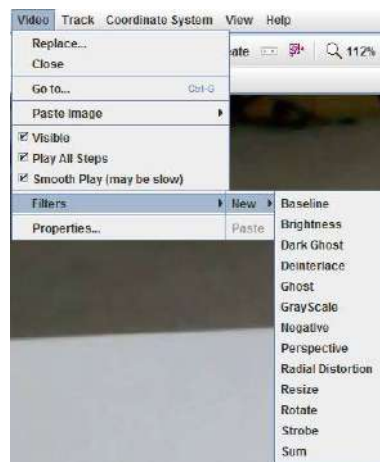 Video Track Coordinate System View Help
Replace...
ate 112%
Close
Go to... Ctrl-G
Paste Image
Visible
Play All Steps
Smooth Play (may be slow)
Filters New Baseline
Properties... Paste Brightness
Dark Ghost
Deinterlace
Ghost
GrayScale
Negative
Perspective
Radial Distortion
Resize
Rotate
Strobe
Sum